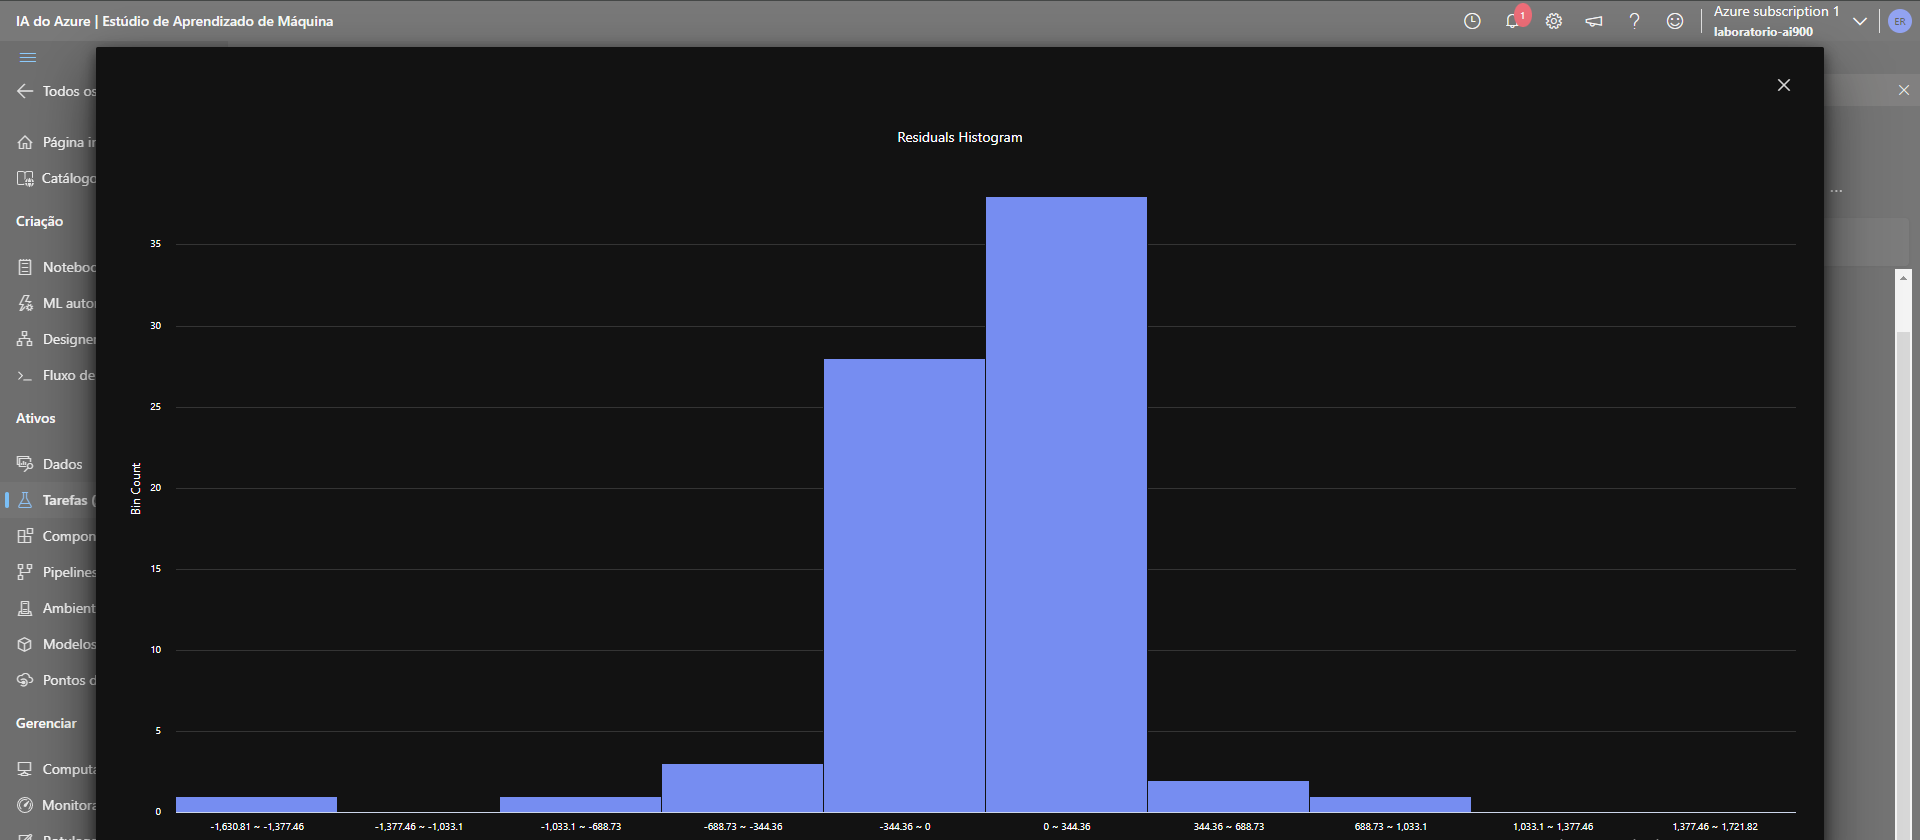 IA do Azure | Estúdio de Aprendizado de Máquina
1
Azure subscription 1
laboratorio-ai900
ER
Todos os
Página in
Catálogo
Criação
Noteboo
ML auto
Designer
Fluxo de
Ativos
Dados
Tarefas (
Compon
Pipelines
Ambient
Modelos
Pontos d
Gerenciar
Computa
Monitora
Residuals Histogram
Bin Count
35
30
25
20
15
10
5
0
-1,630.81 ~ -1,377.46
-1,377.46 ~ -1,033.1
-1,033.1 ~ -688.73
-688.73 ~ -344.36
-344.36 ~ 0
0 ~ 344.36
344.36 ~ 688.73
688.73 ~ 1,033.1
1,033.1 ~ 1,377.46
1,377.46 ~ 1,721.82